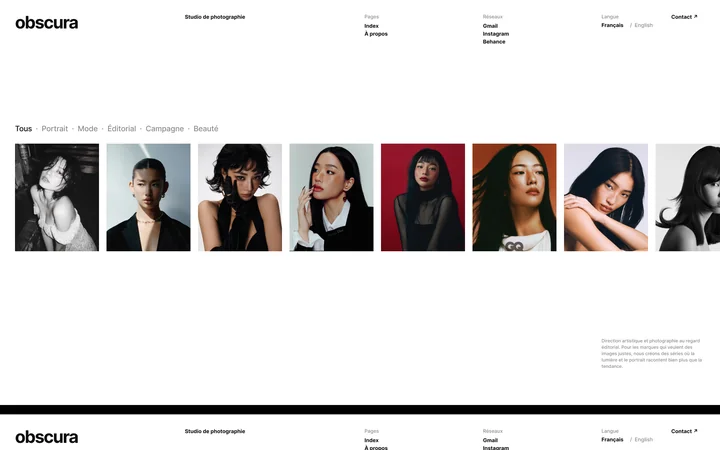 obscura
Studio de photographie
Pages
Index
À propos
Réseaux
Gmail
Instagram
Behance
Langue
Français / English
Contact ↗
Tous · Portrait · Mode · Éditorial · Campagne · Beauté
GQ
Direction artistique et photographie au regard
éditorial. Pour les marques qui veulent des
images justes, nous créons des séries où la
lumière et le portrait racontent bien plus que la
tendance.
obscura
Studio de photographie
Pages
Index
À propos
Réseaux
Gmail
Instagram
Langue
Français / English
Contact ↗